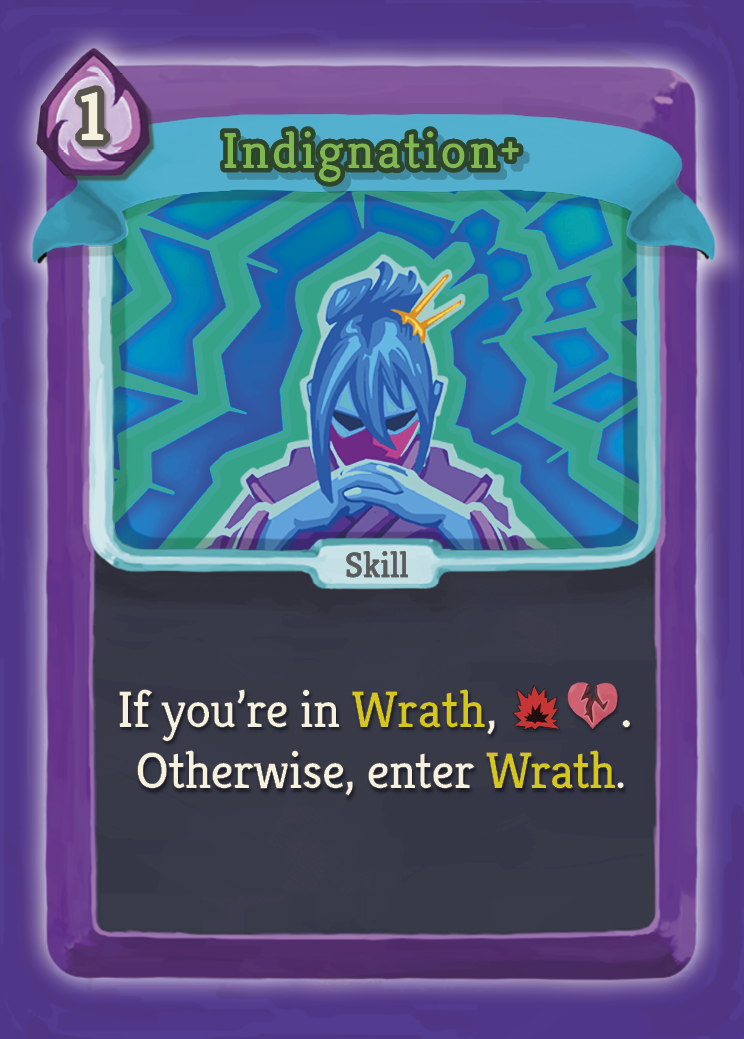 1
Indignation+
Skill
If you're in Wrath, .
Otherwise, enter Wrath.